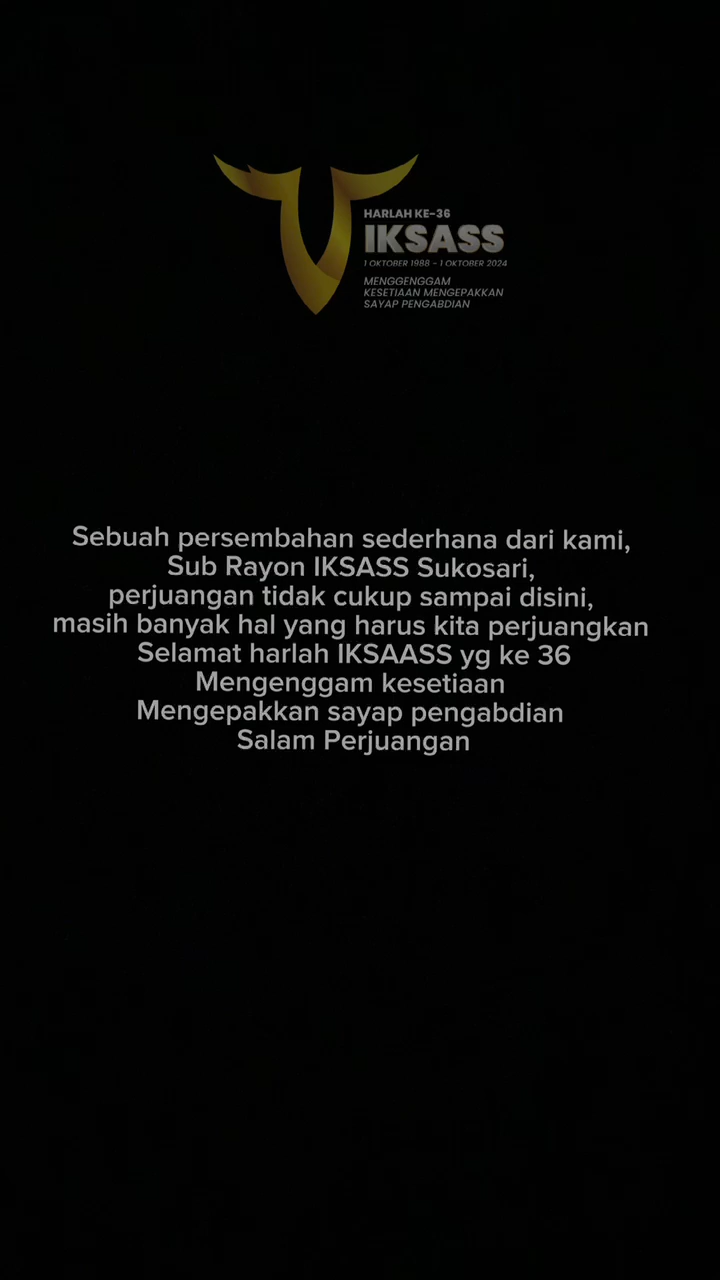 HARLAH KE-36
IKSASS
1 OKTOBER 1988 - 1 OKTOBER 2024
MENGGENGGAM
KESETIAAN MENGEPAKKAN
SAYAP PENGABDIAN
Sebuah persembahan sederhana dari kami,
Sub Rayon IKSASS Sukosari,
perjuangan tidak cukup sampai disini,
masih banyak hal yang harus kita perjuangkan
Selamat harlah IKSAASS yg ke 36
Mengenggam kesetiaan
Mengepakkan sayap pengabdian
Salam Perjuangan